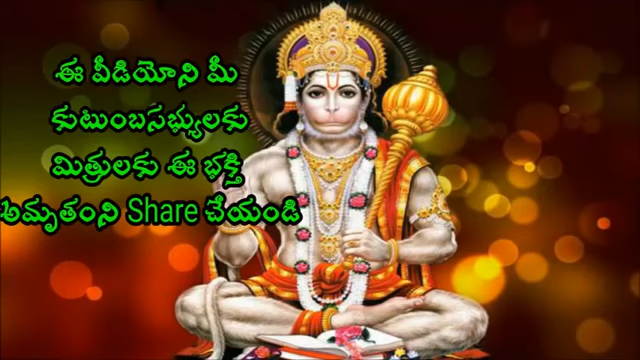 ఈ వీడియోని మీ
కుటుంబసభ్యులకు
మిత్రులకు ఈ భక్తి
అమృతంని Share చేయండి